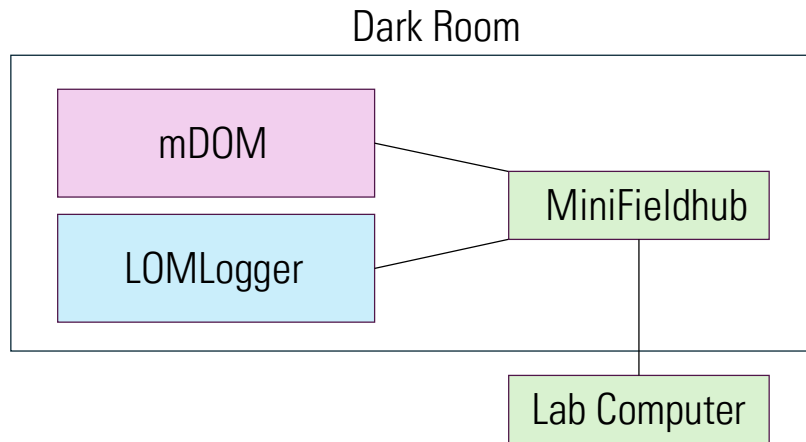 Dark Room
mDOM
MiniFieldhub
LOMLogger
Lab Computer